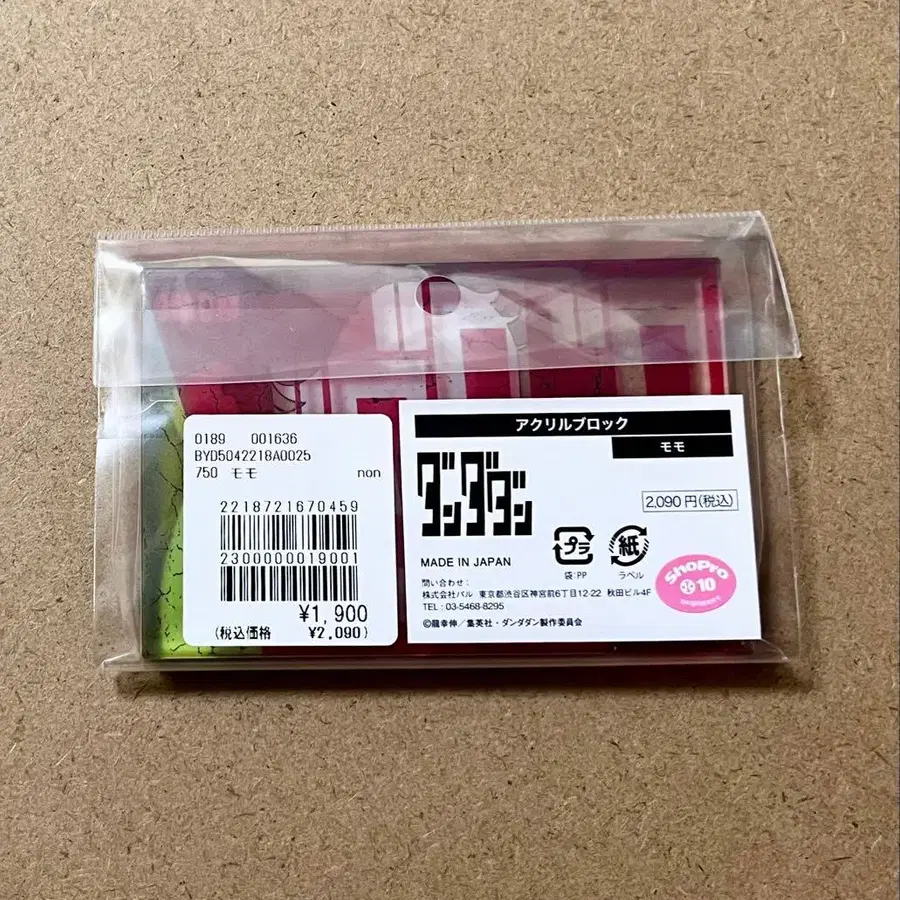 0189 001636
BYD5042218A0025
750 モモ non
2218721670459
2300000019001
¥1,900
(税込価格 ¥2,090)
アクリルブロック
モモ
ダンダダン
2,090円(税込)
プラ
紙
袋:PP
ラベル
MADE IN JAPAN
問い合わせ:
株式会社パル 東京都渋谷区神宮前6丁目12-22 秋田ビル4F
TEL : 03-5468-8295
©龍幸伸/集英社・ダンダダン製作委員会
ShoPro
10